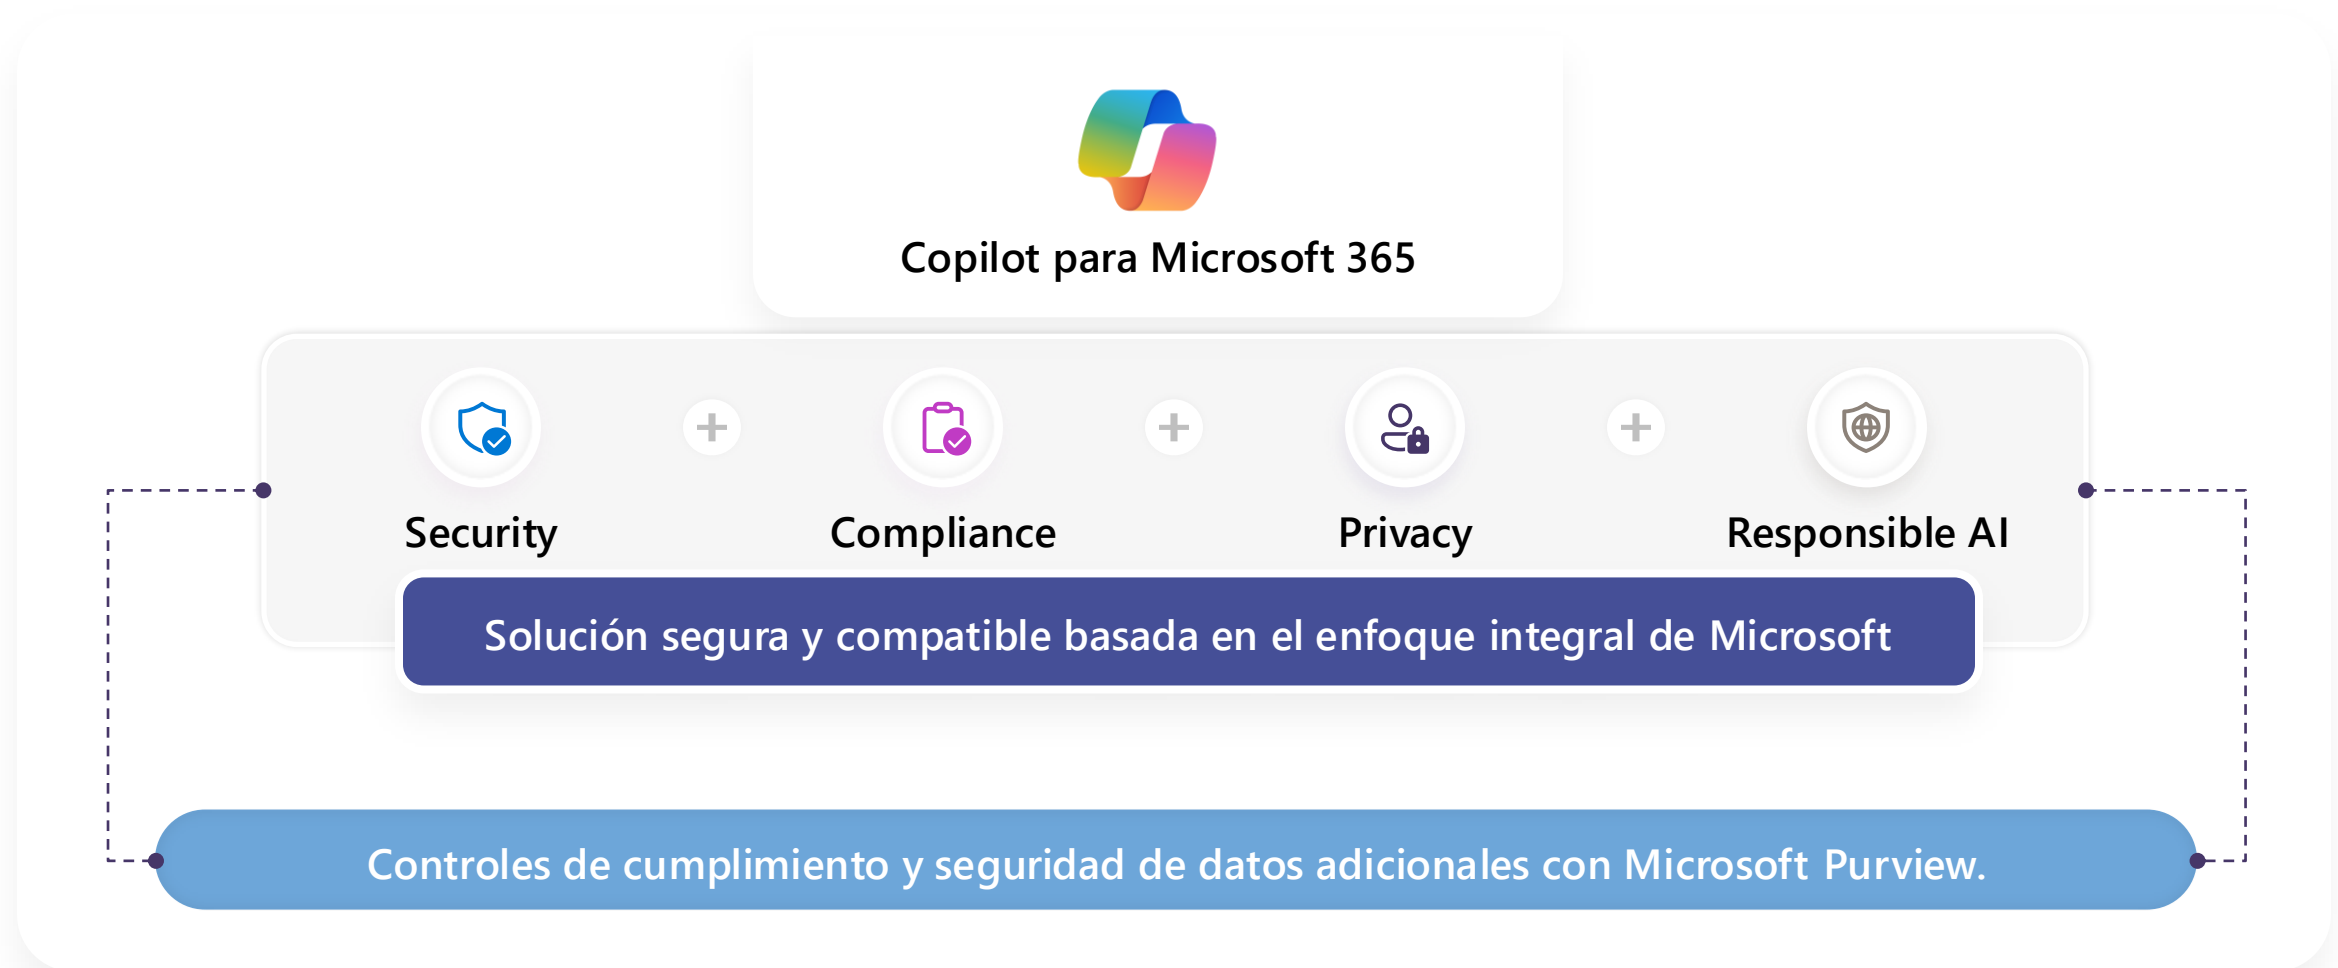 Copilot para Microsoft 365
Security
Compliance
Privacy
Responsible AI
Solución segura y compatible basada en el enfoque integral de Microsoft
Controles de cumplimiento y seguridad de datos adicionales con Microsoft Purview.